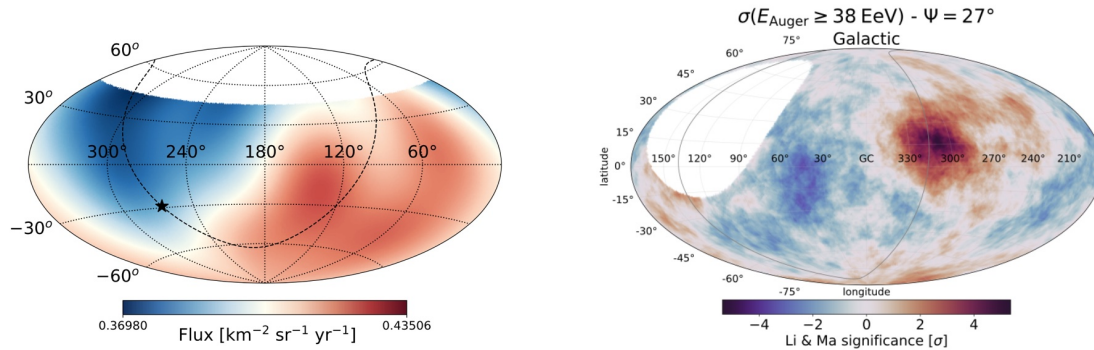 60°
30°
300° 240° 180° 120° 60°
−30°
−60°
0.36980 0.43506
Flux [km⁻² sr⁻¹ yr⁻¹]
σ(E_Auger ≥ 38 EeV) - Ψ = 27°
Galactic
75°
60°
45°
30°
15°
150° 120° 90° 60° 30° GC 330° 300° 270° 240° 210°
0°
latitude
-15°
-30°
-45°
-60°
-75°
longitude
−4 −2 0 2 4
Li & Ma significance [σ]